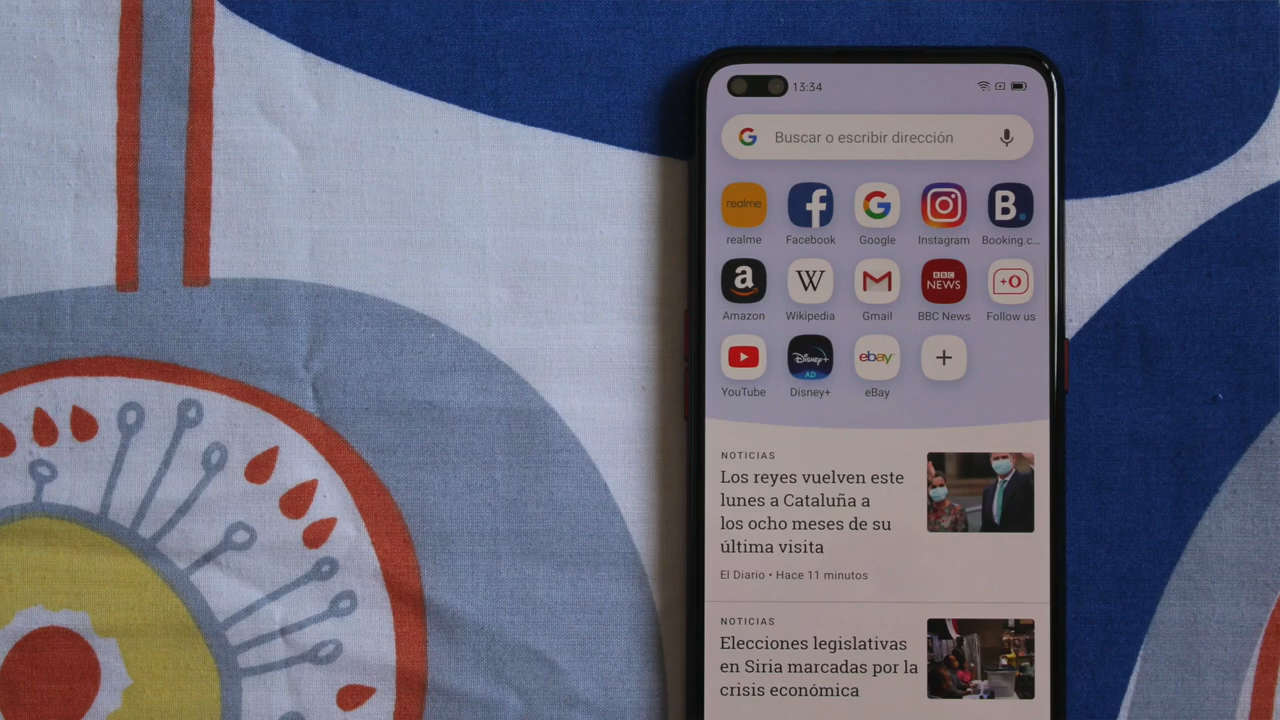 13:34
Buscar o escribir dirección
realme
realme
Facebook
Google
Instagram
B.
Booking.c...
a
Amazon
W
Wikipedia
Gmail
BBC
NEWS
BBC News
+O
Follow us
YouTube
Disney+
AD
Disney+
ebay
eBay
+
NOTICIAS
Los reyes vuelven este
lunes a Cataluña a
los ocho meses de su
última visita
El Diario • Hace 11 minutos
NOTICIAS
Elecciones legislativas
en Siria marcadas por la
crisis económica